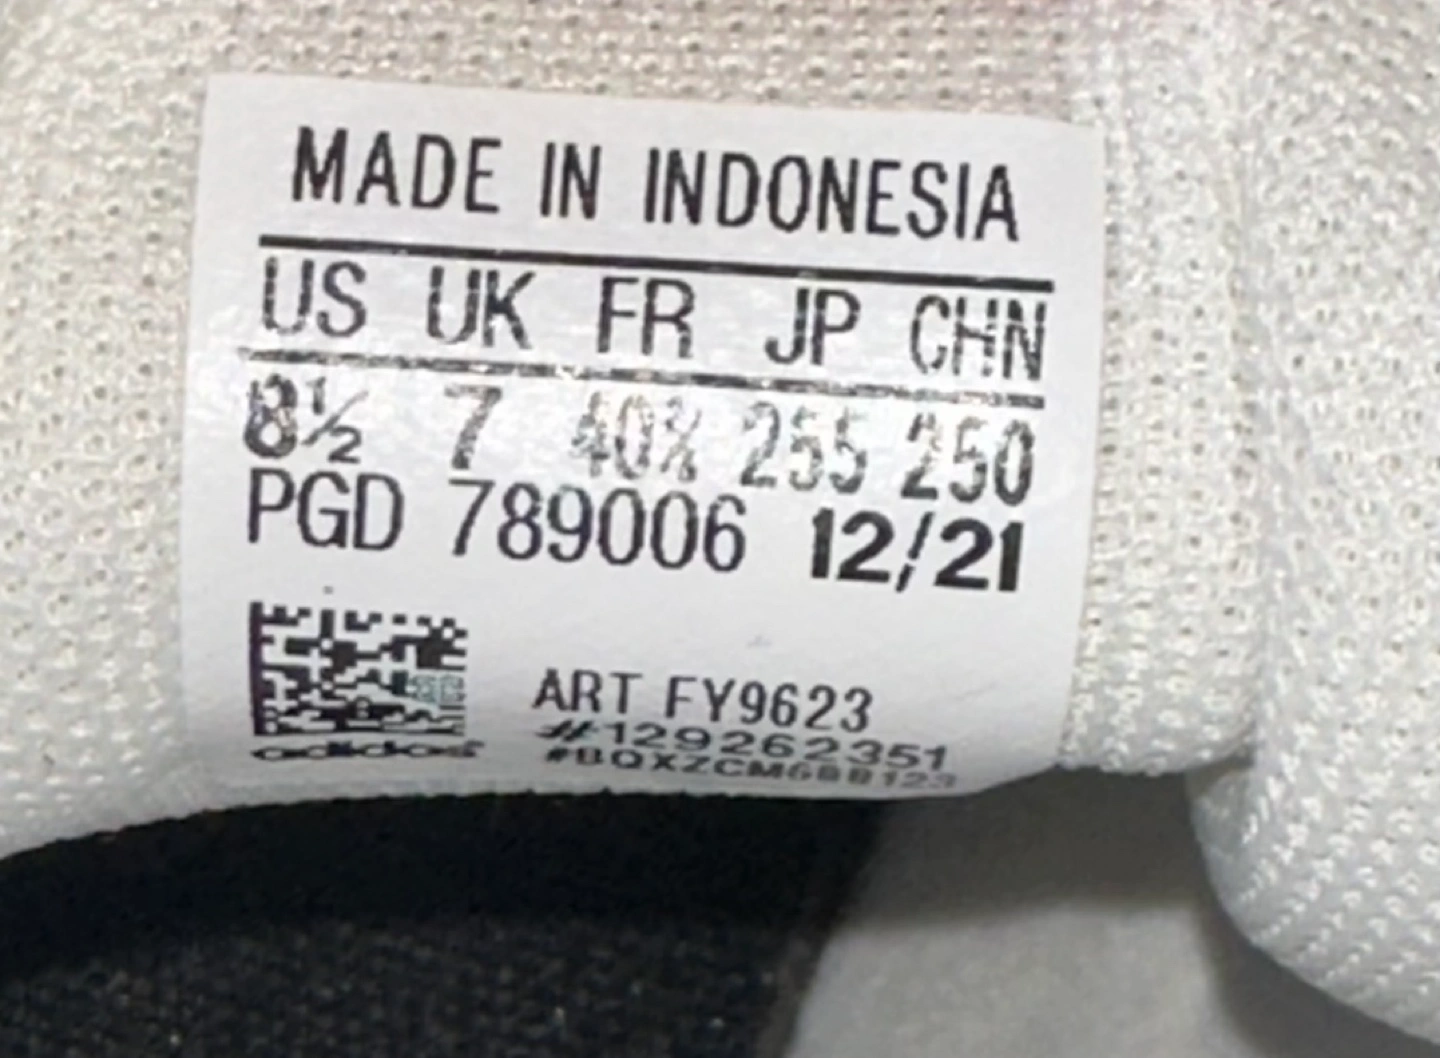 MADE IN INDONESIA
US UK FR JP CHN
8½ 7 40⅔ 255 250
PGD 789006 12/21
ART FY9623
#129262351
adidas